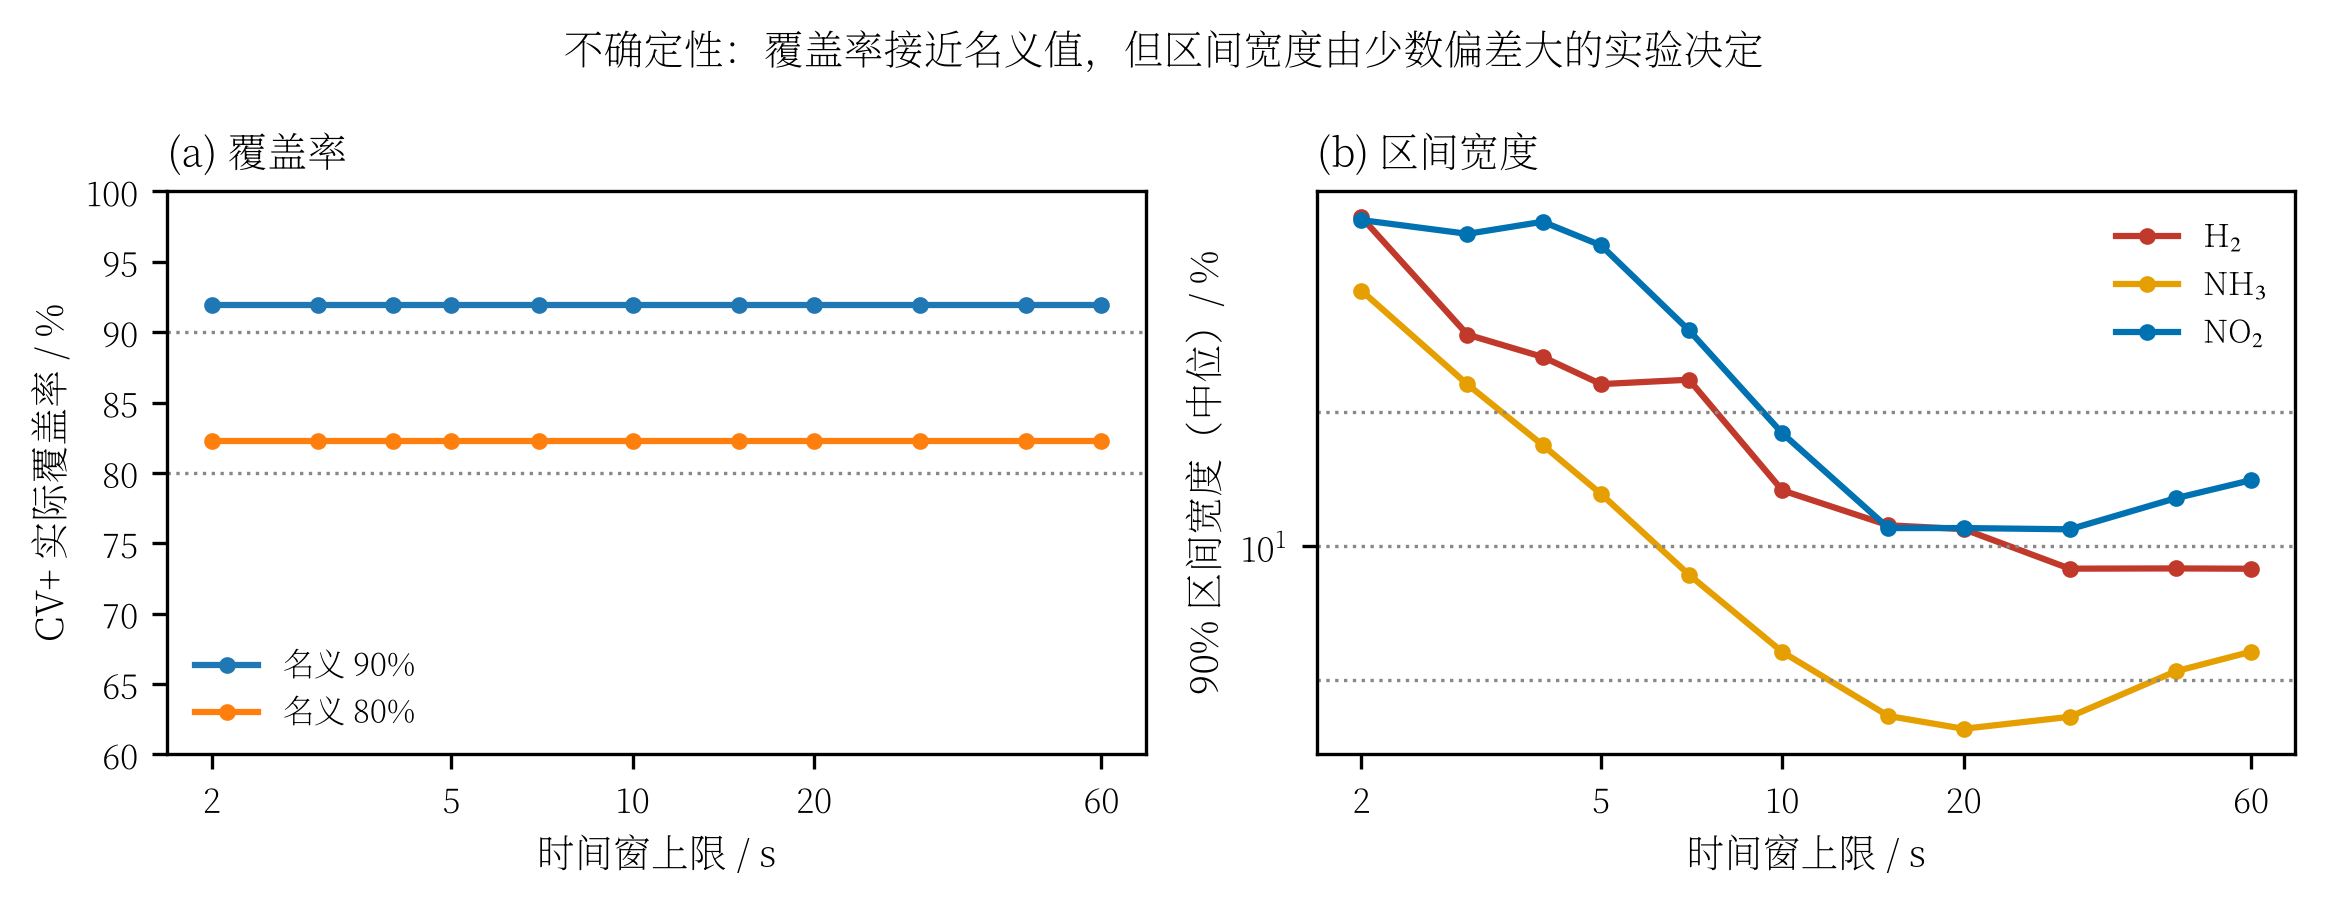 不确定性：覆盖率接近名义值，但区间宽度由少数偏差大的实验决定
(a) 覆盖率
CV+ 实际覆盖率 / %
100
95
90
85
80
75
70
65
60
名义 90%
名义 80%
2 5 10 20 60
时间窗上限 / s
(b) 区间宽度
90% 区间宽度（中位） / %
10¹
H₂
NH₃
NO₂
2 5 10 20 60
时间窗上限 / s